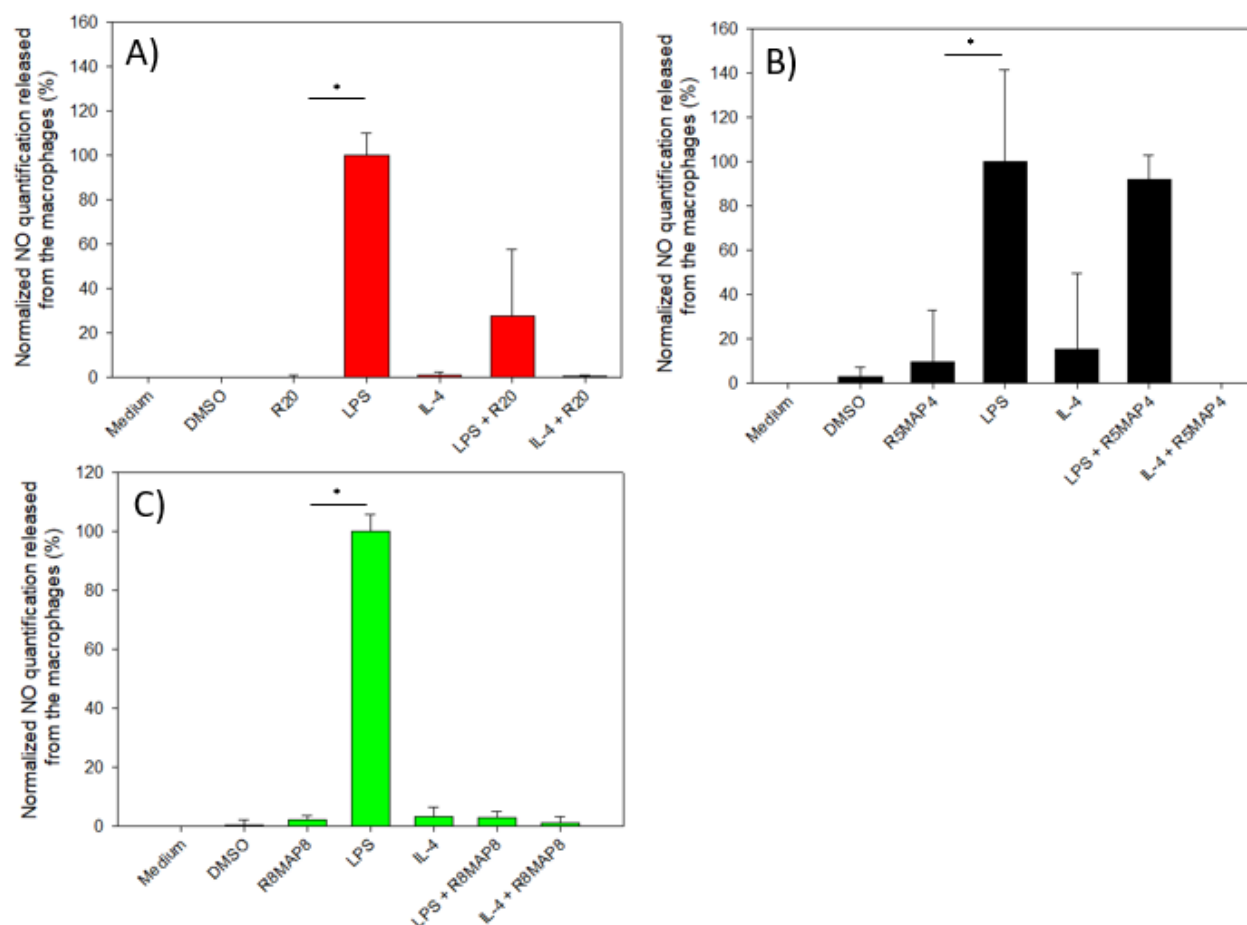 A)
Normalized NO quantification released
from the macrophages (%)
160
140
120
100
80
60
40
20
0
*
Medium
DMSO
R20
LPS
IL-4
LPS + R20
IL-4 + R20
B)
Normalized NO quantification released
from the macrophages (%)
160
140
120
100
80
60
40
20
0
*
Medium
DMSO
R5MAP4
LPS
IL-4
LPS + R5MAP4
IL-4 + R5MAP4
C)
Normalized NO quantification released
from the macrophages (%)
120
100
80
60
40
20
0
*
Medium
DMSO
R8MAP8
LPS
IL-4
LPS + R8MAP8
IL-4 + R8MAP8